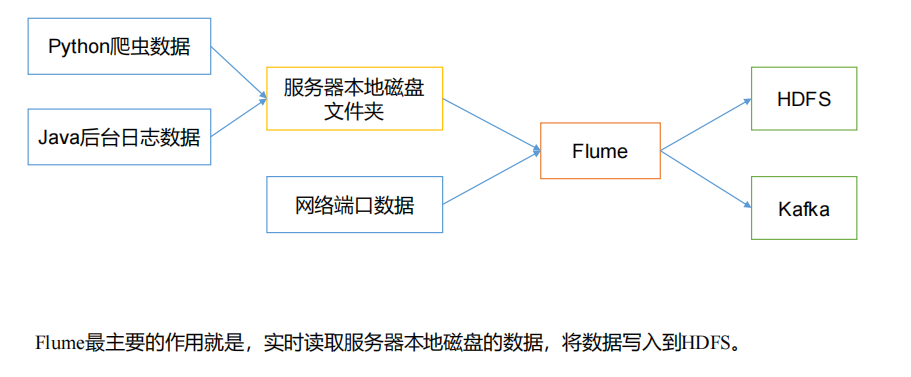 Python爬虫数据
Java后台日志数据
服务器本地磁盘
文件夹
网络端口数据
Flume
HDFS
Kafka
Flume最主要的作用就是，实时读取服务器本地磁盘的数据，将数据写入到HDFS。